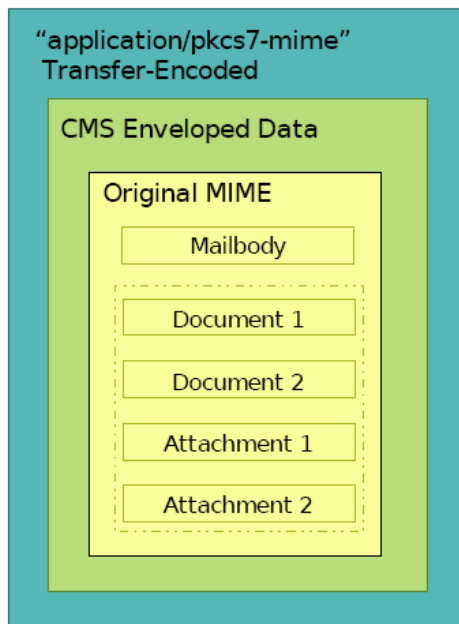 “application/pkcs7-mime”
Transfer-Encoded
CMS Enveloped Data
Original MIME
Mailbody
Document 1
Document 2
Attachment 1
Attachment 2